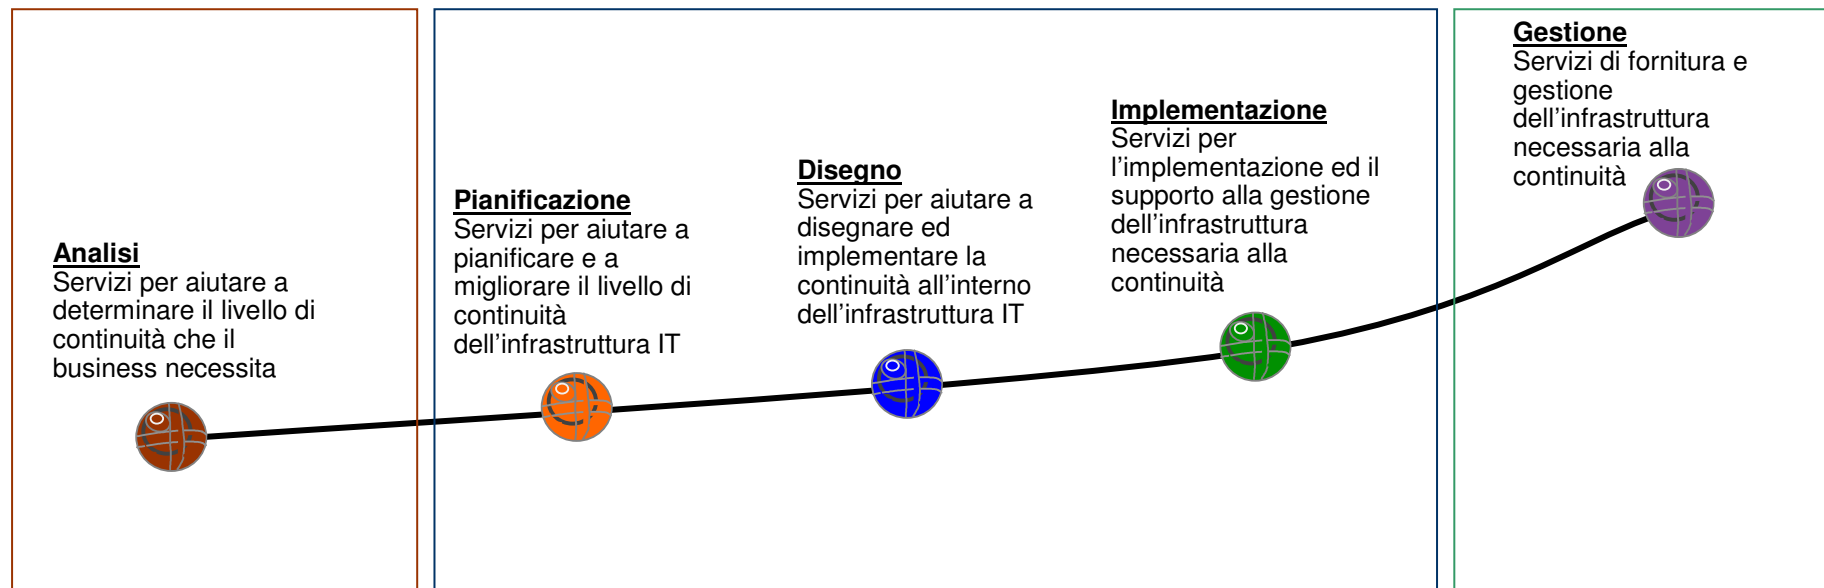 Analisi
Servizi per aiutare a
determinare il livello di
continuità che il
business necessita
Pianificazione
Servizi per aiutare a
pianificare e a
migliorare il livello di
continuità
dell’infrastruttura IT
Disegno
Servizi per aiutare a
disegnare ed
implementare la
continuità all’interno
dell’infrastruttura IT
Implementazione
Servizi per
l’implementazione ed il
supporto alla gestione
dell’infrastruttura
necessaria alla
continuità
Gestione
Servizi di fornitura e
gestione
dell’infrastruttura
necessaria alla
continuità